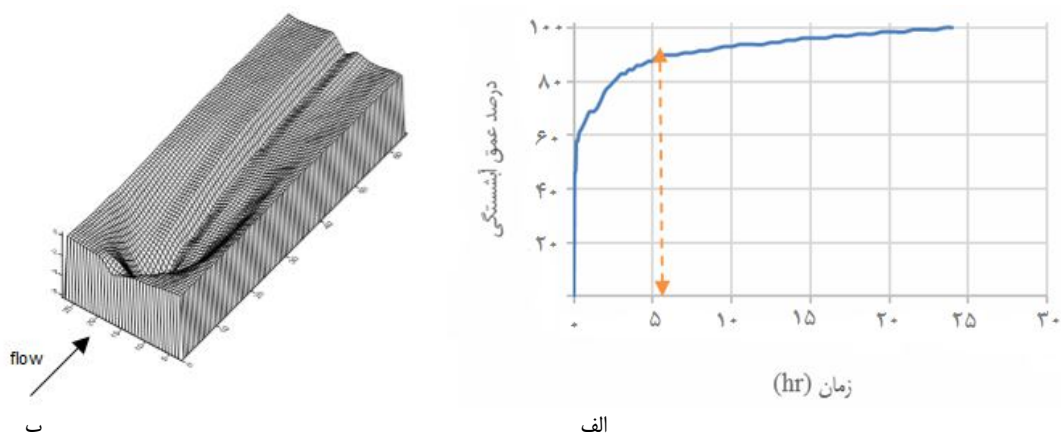 درصد عمق آبشستگی
۱۰۰
۸۰
۶۰
۴۰
۲۰
۰ ۵ ۱۰ ۱۵ ۲۰ ۲۵ ۳۰
زمان (hr)
الف
flow
ب